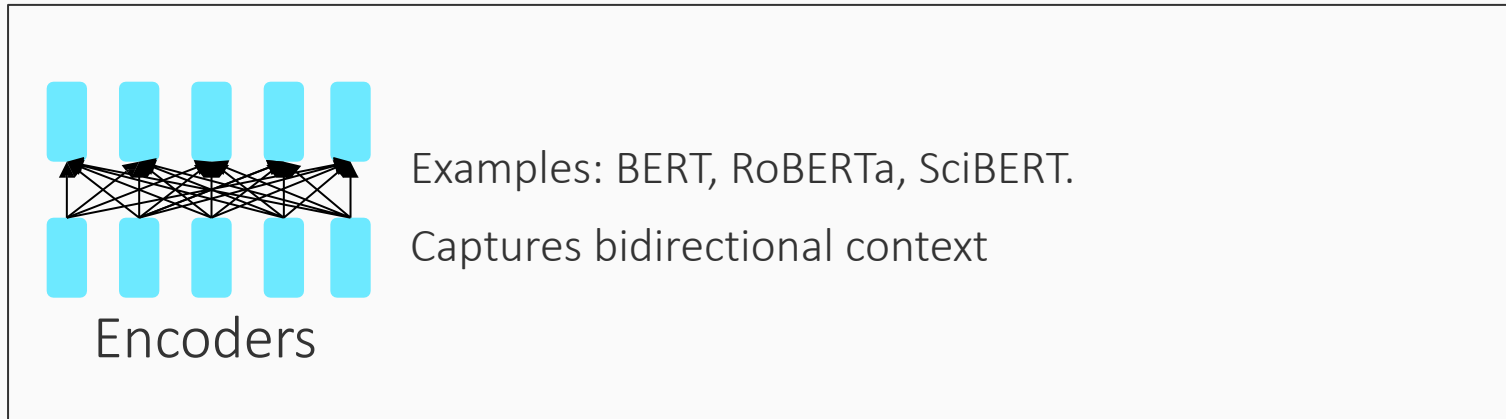 Examples: BERT, RoBERTa, SciBERT.
Captures bidirectional context
Encoders